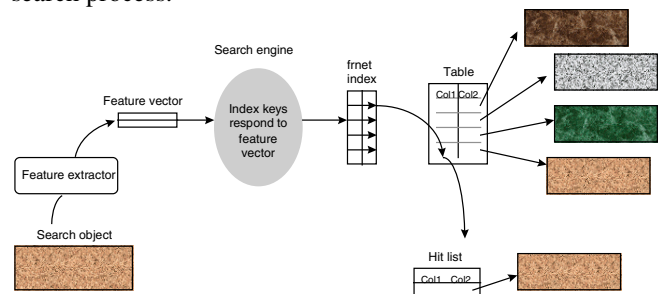 search process.
Search engine
frnet
index
Table
Col1 Col2
Feature vector
Index keys
respond to
feature
vector
Feature extractor
Search object
Hit list
Col1 Col2